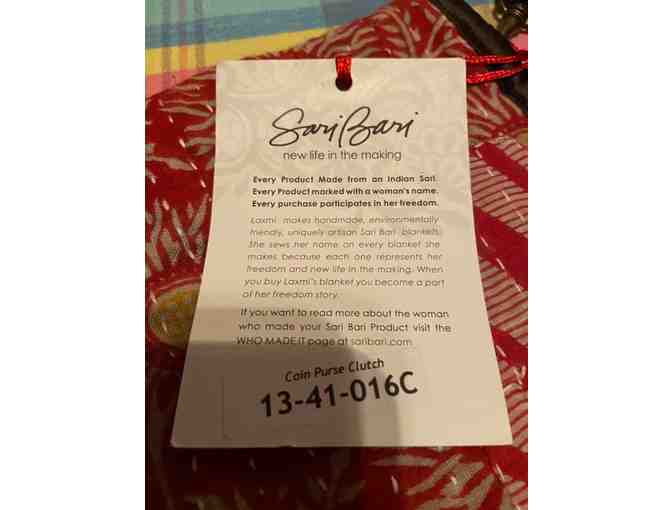 Sari Bari
new life in the making
Every Product Made from an Indian Sari.
Every Product marked with a woman's name.
Every purchase participates in her freedom.
Laxmi makes handmade, environmentally
friendly, uniquely artisan Sari Bari blankets.
She sews her name on every blanket she
makes because each one represents her
freedom and new life in the making. When
you buy Laxmi's blanket you become a part
of her freedom story.
If you want to read more about the woman
who made your Sari Bari Product visit the
WHO MADE IT page at saribari.com
Coin Purse Clutch
13-41-016C